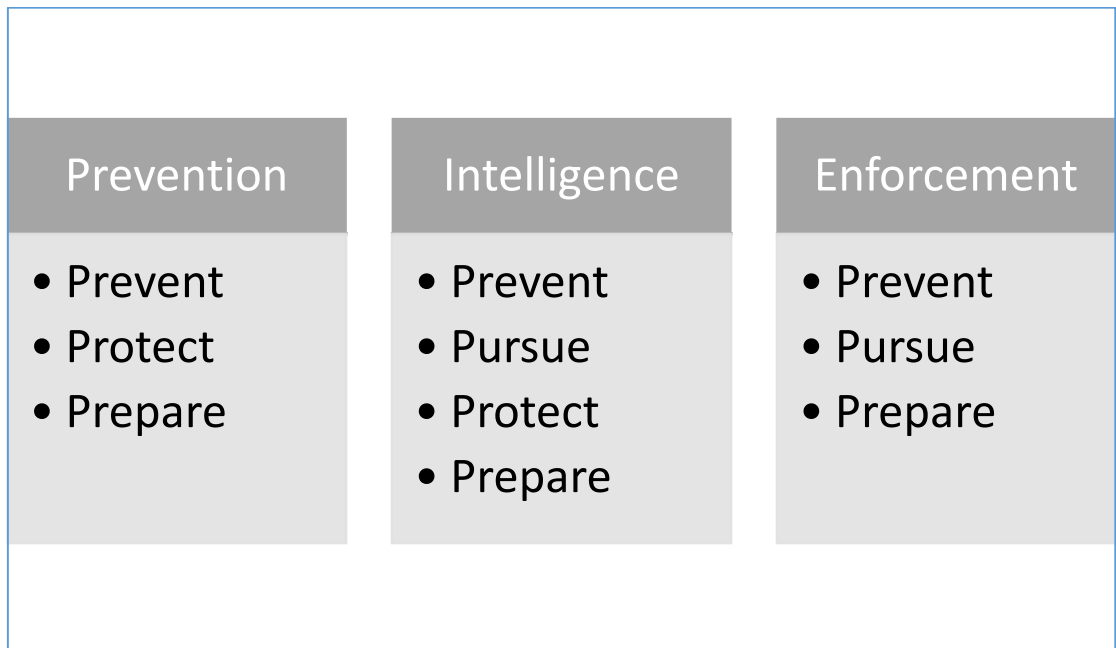 Prevention
• Prevent
• Protect
• Prepare
Intelligence
• Prevent
• Pursue
• Protect
• Prepare
Enforcement
• Prevent
• Pursue
• Prepare